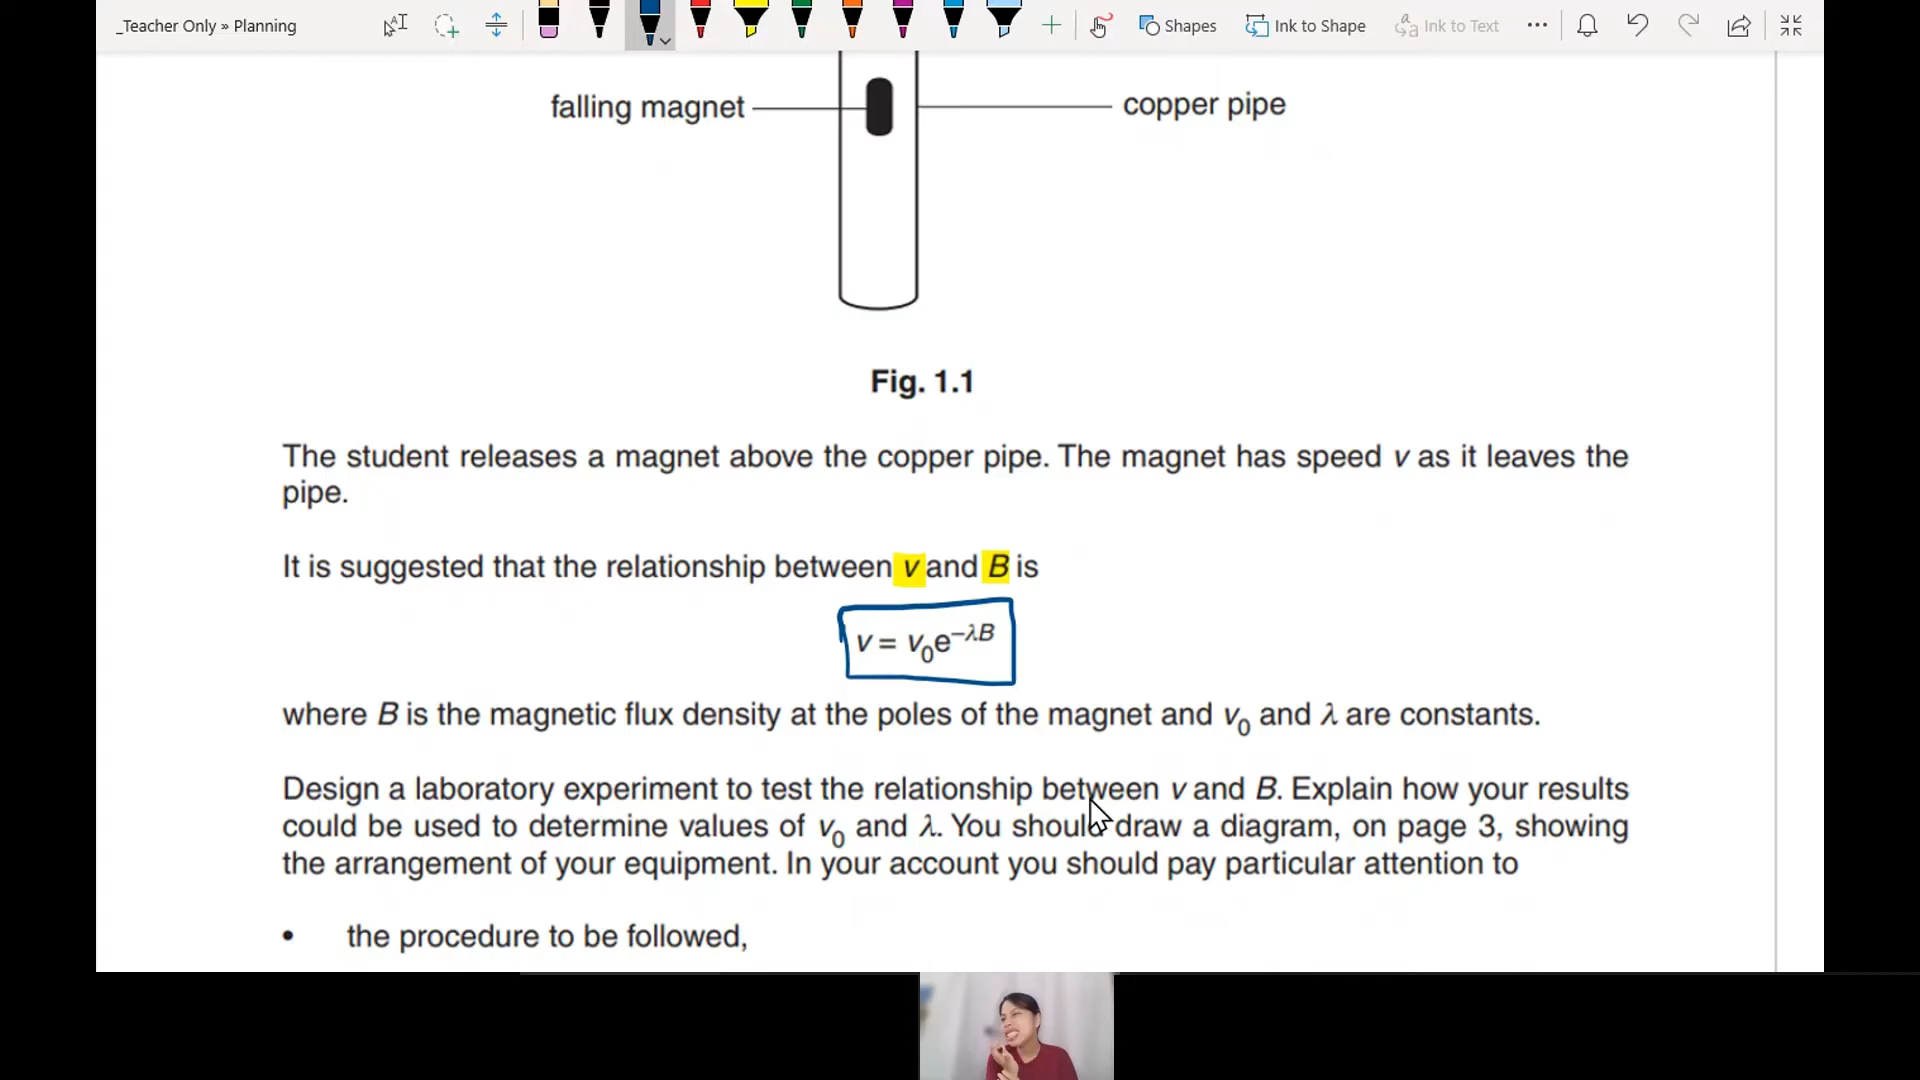 _Teacher Only » Planning
Shapes
Ink to Shape
Ink to Text
falling magnet
copper pipe
Fig. 1.1
The student releases a magnet above the copper pipe. The magnet has speed v as it leaves the
pipe.
It is suggested that the relationship between v and B is
v = v₀e^–λB
where B is the magnetic flux density at the poles of the magnet and v₀ and λ are constants.
Design a laboratory experiment to test the relationship between v and B. Explain how your results
could be used to determine values of v₀ and λ. You should draw a diagram, on page 3, showing
the arrangement of your equipment. In your account you should pay particular attention to
• the procedure to be followed,